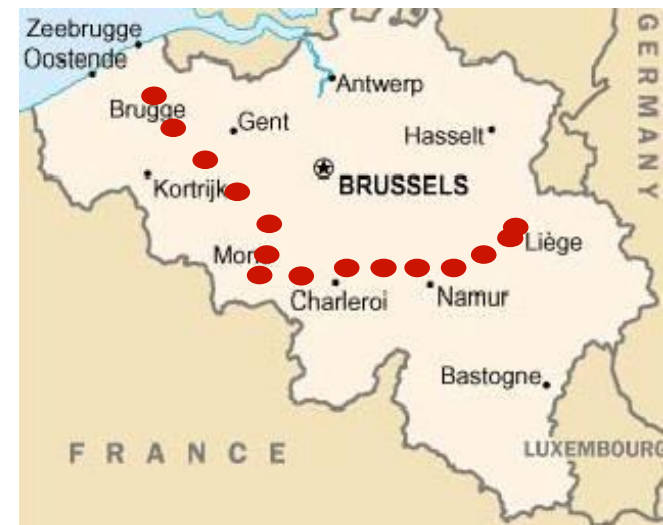 Zeebrugge
Oostende
Brugge
Gent
Antwerp
Hasselt
Kortrijk
BRUSSELS
GERMANY
Liège
Charleroi
Namur
Bastogne
FRANCE
LUXEMBOURG